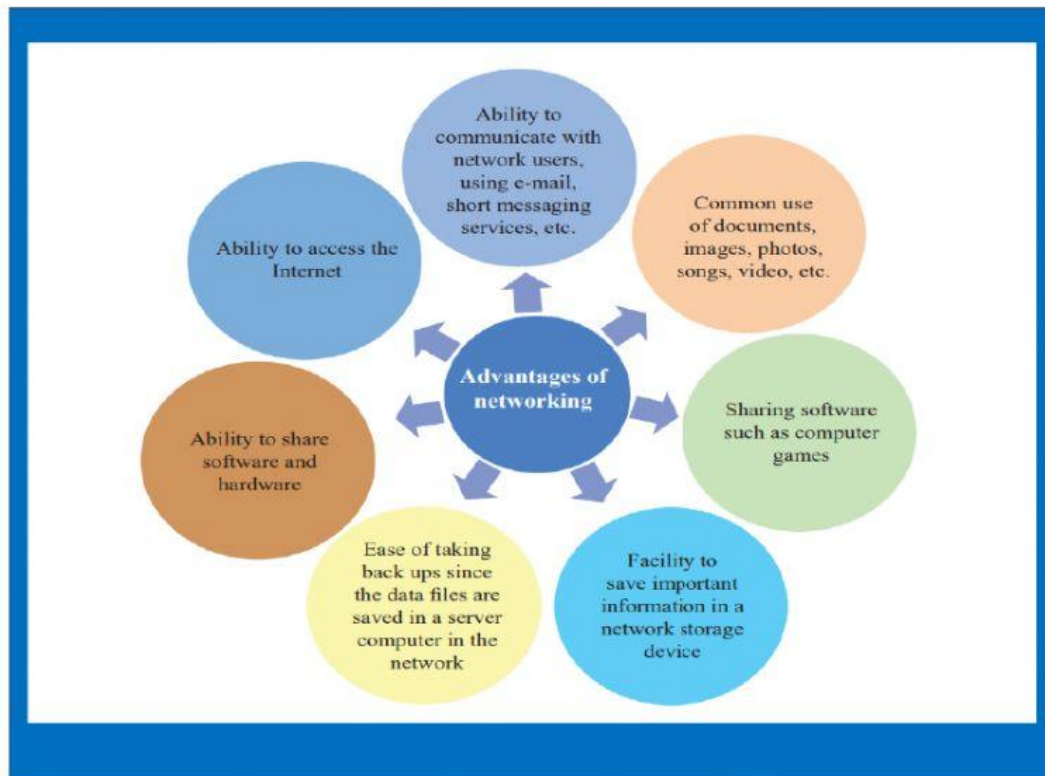 Ability to
communicate with
network users,
using e-mail,
short messaging
services, etc.
Common use
of documents,
images, photos,
songs, video, etc.
Ability to access the
Internet
Advantages of
networking
Sharing software
such as computer
games
Ability to share
software and
hardware
Ease of taking
back ups since
the data files are
saved in a server
computer in the
network
Facility to
save important
information in a
network storage
device